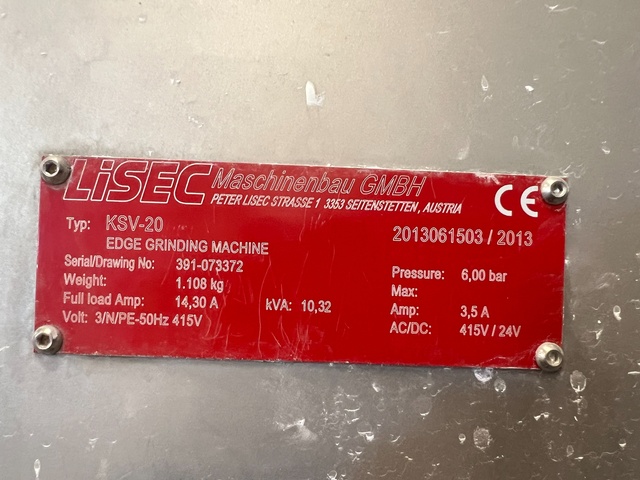 LiSEC Maschinenbau GMBH
PETER LISEC STRASSE 1 3353 SEITENSTETTEN, AUSTRIA
CE
Typ: KSV-20
EDGE GRINDING MACHINE
2013061503 / 2013
Serial/Drawing No: 391-073372
Weight: 1.108 kg
Full load Amp: 14,30 A kVA: 10,32
Volt: 3/N/PE-50Hz 415V
Pressure: 6,00 bar
Max:
Amp: 3,5 A
AC/DC: 415V / 24V